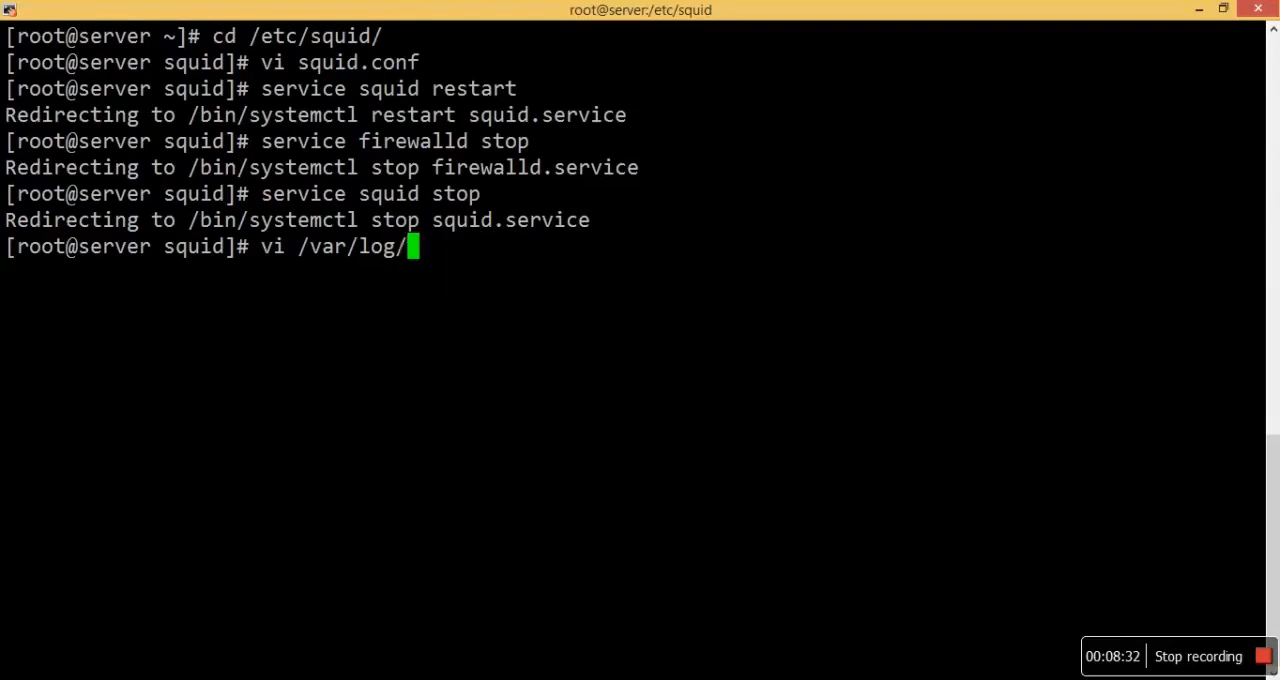 root@server:/etc/squid
[root@server ~]# cd /etc/squid/
[root@server squid]# vi squid.conf
[root@server squid]# service squid restart
Redirecting to /bin/systemctl restart squid.service
[root@server squid]# service firewalld stop
Redirecting to /bin/systemctl stop firewalld.service
[root@server squid]# service squid stop
Redirecting to /bin/systemctl stop squid.service
[root@server squid]# vi /var/log/
00:08:32 Stop recording